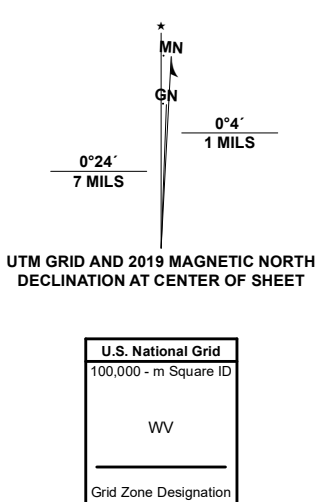 ★
MN
GN
0°4´
1 MILS
0°24´
7 MILS
UTM GRID AND 2019 MAGNETIC NORTH
DECLINATION AT CENTER OF SHEET
U.S. National Grid
100,000 - m Square ID
WV
Grid Zone Designation